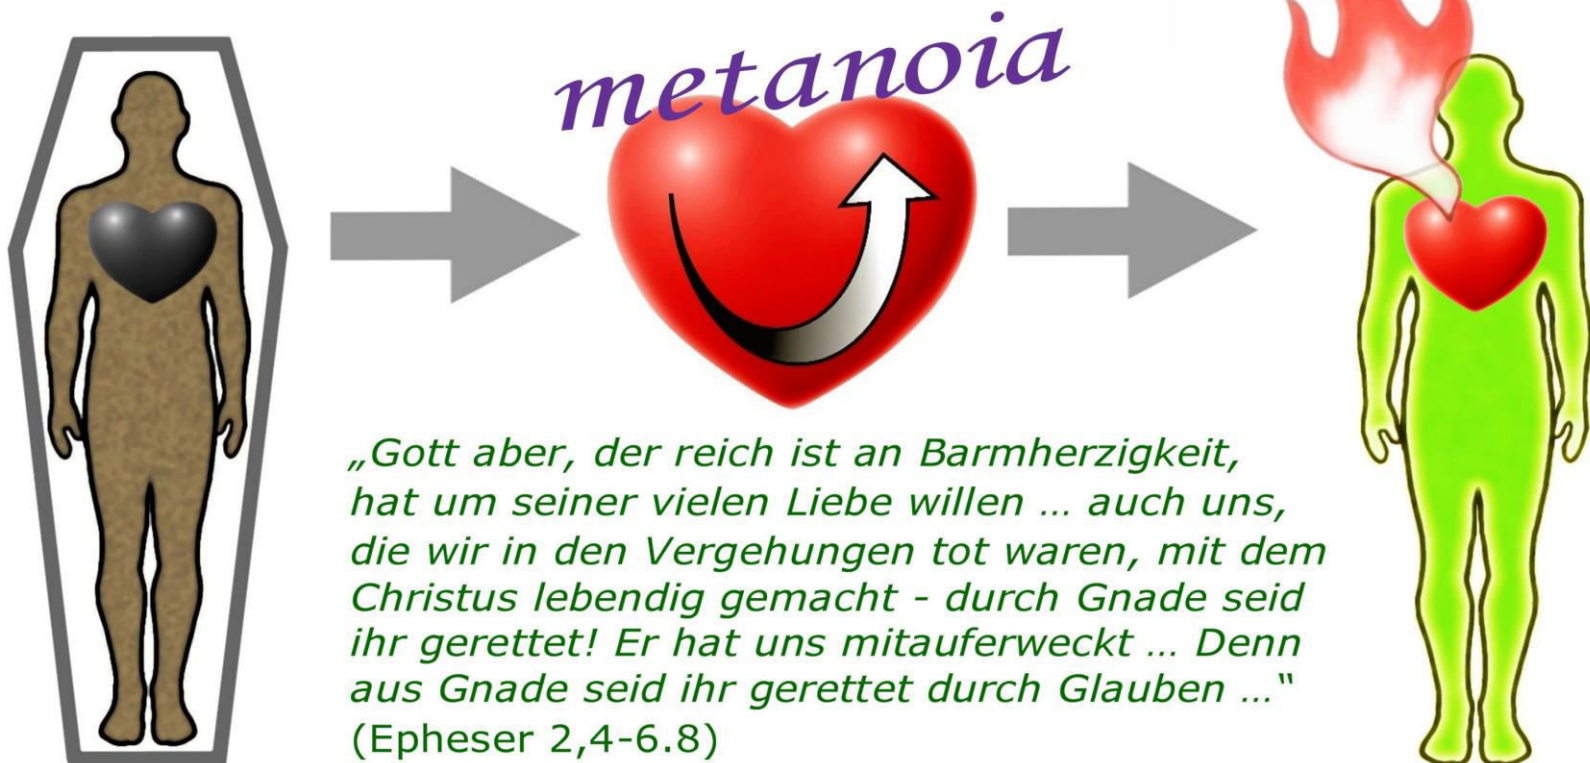 metanoia
„Gott aber, der reich ist an Barmherzigkeit,
hat um seiner vielen Liebe willen ... auch uns,
die wir in den Vergehungen tot waren, mit dem
Christus lebendig gemacht - durch Gnade seid
ihr gerettet! Er hat uns mitauferweckt ... Denn
aus Gnade seid ihr gerettet durch Glauben ...“
(Epheser 2,4-6.8)